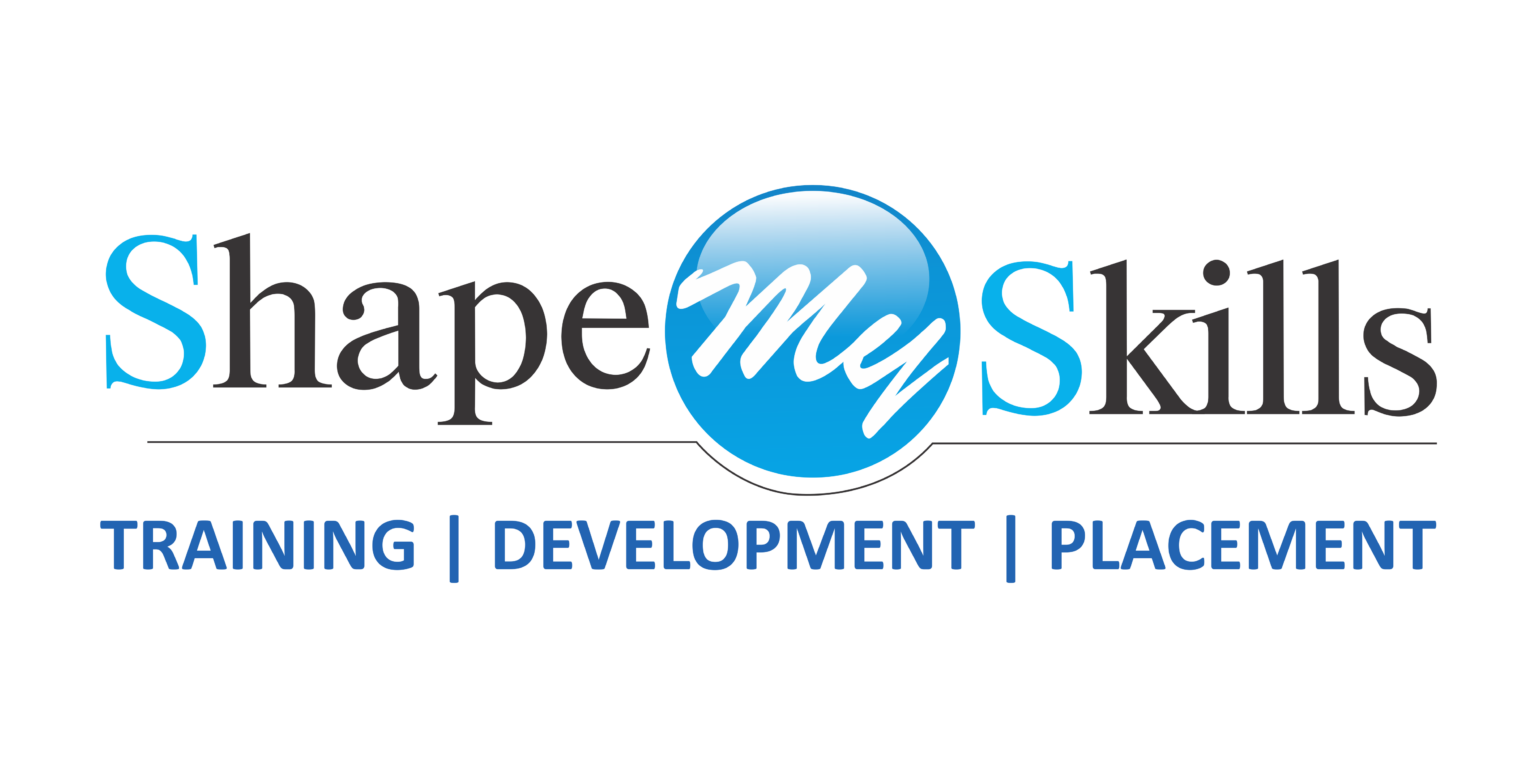 Shape My Skills
TRAINING | DEVELOPMENT | PLACEMENT